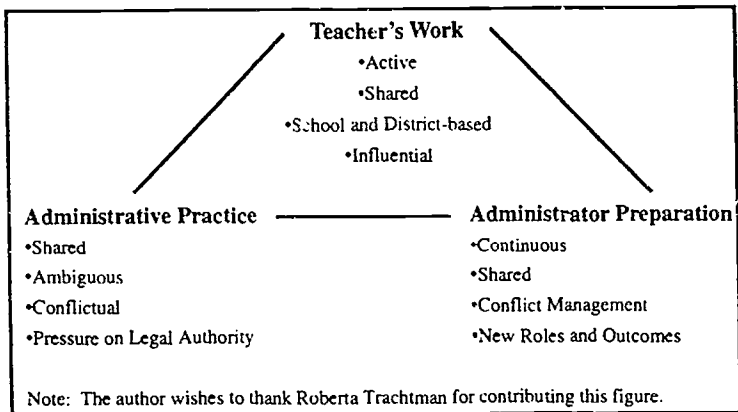 Teacher's Work
•Active
•Shared
•School and District-based
•Influential
Administrative Practice
•Shared
•Ambiguous
•Conflictual
•Pressure on Legal Authority
Administrator Preparation
•Continuous
•Shared
•Conflict Management
•New Roles and Outcomes
Note: The author wishes to thank Roberta Trachtman for contributing this figure.